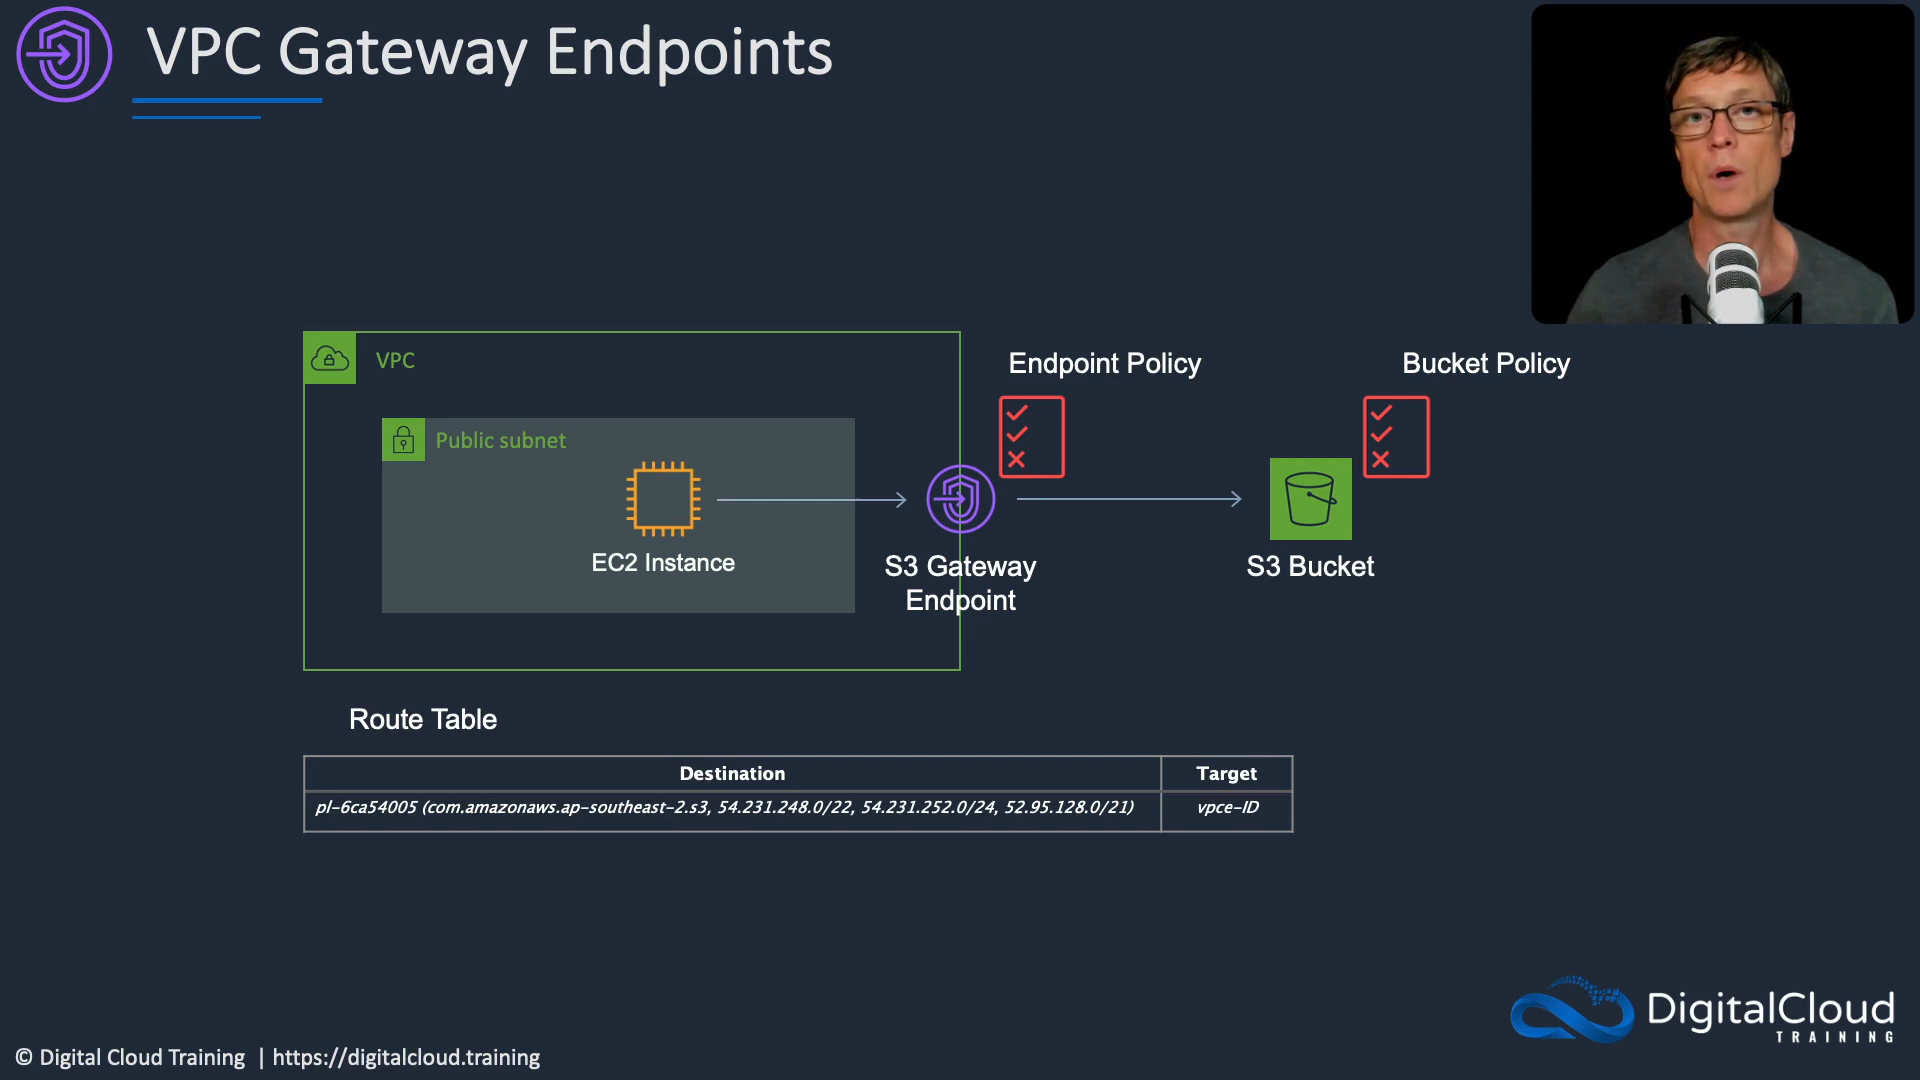 VPC Gateway Endpoints
VPC
Public subnet
EC2 Instance
S3 Gateway
Endpoint
Endpoint Policy
Bucket Policy
S3 Bucket
Route Table
Destination Target
pl-6ca54005 (com.amazonaws.ap-southeast-2.s3, 54.231.248.0/22, 54.231.252.0/24, 52.95.128.0/21) vpce-ID
DigitalCloud
TRAINING
© Digital Cloud Training | https://digitalcloud.training